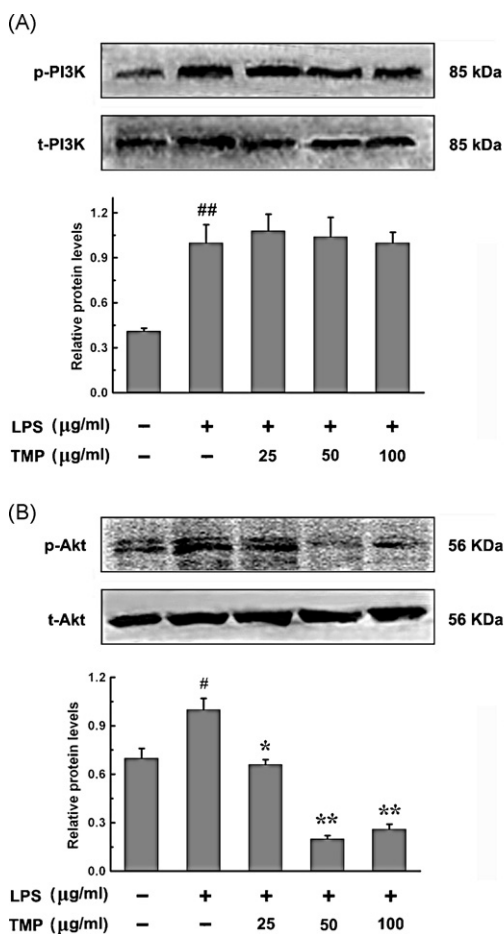 (A)
p-PI3K 85 kDa
t-PI3K 85 kDa
Relative protein levels
1.2
0.9
0.6
0.3
0.0
##
LPS (μg/ml) − + + + +
TMP (μg/ml) − − 25 50 100
(B)
p-Akt 56 KDa
t-Akt 56 KDa
Relative protein levels
1.2
0.9
0.6
0.3
0.0
# * ** **
LPS (μg/ml) − + + + +
TMP (μg/ml) − − 25 50 100